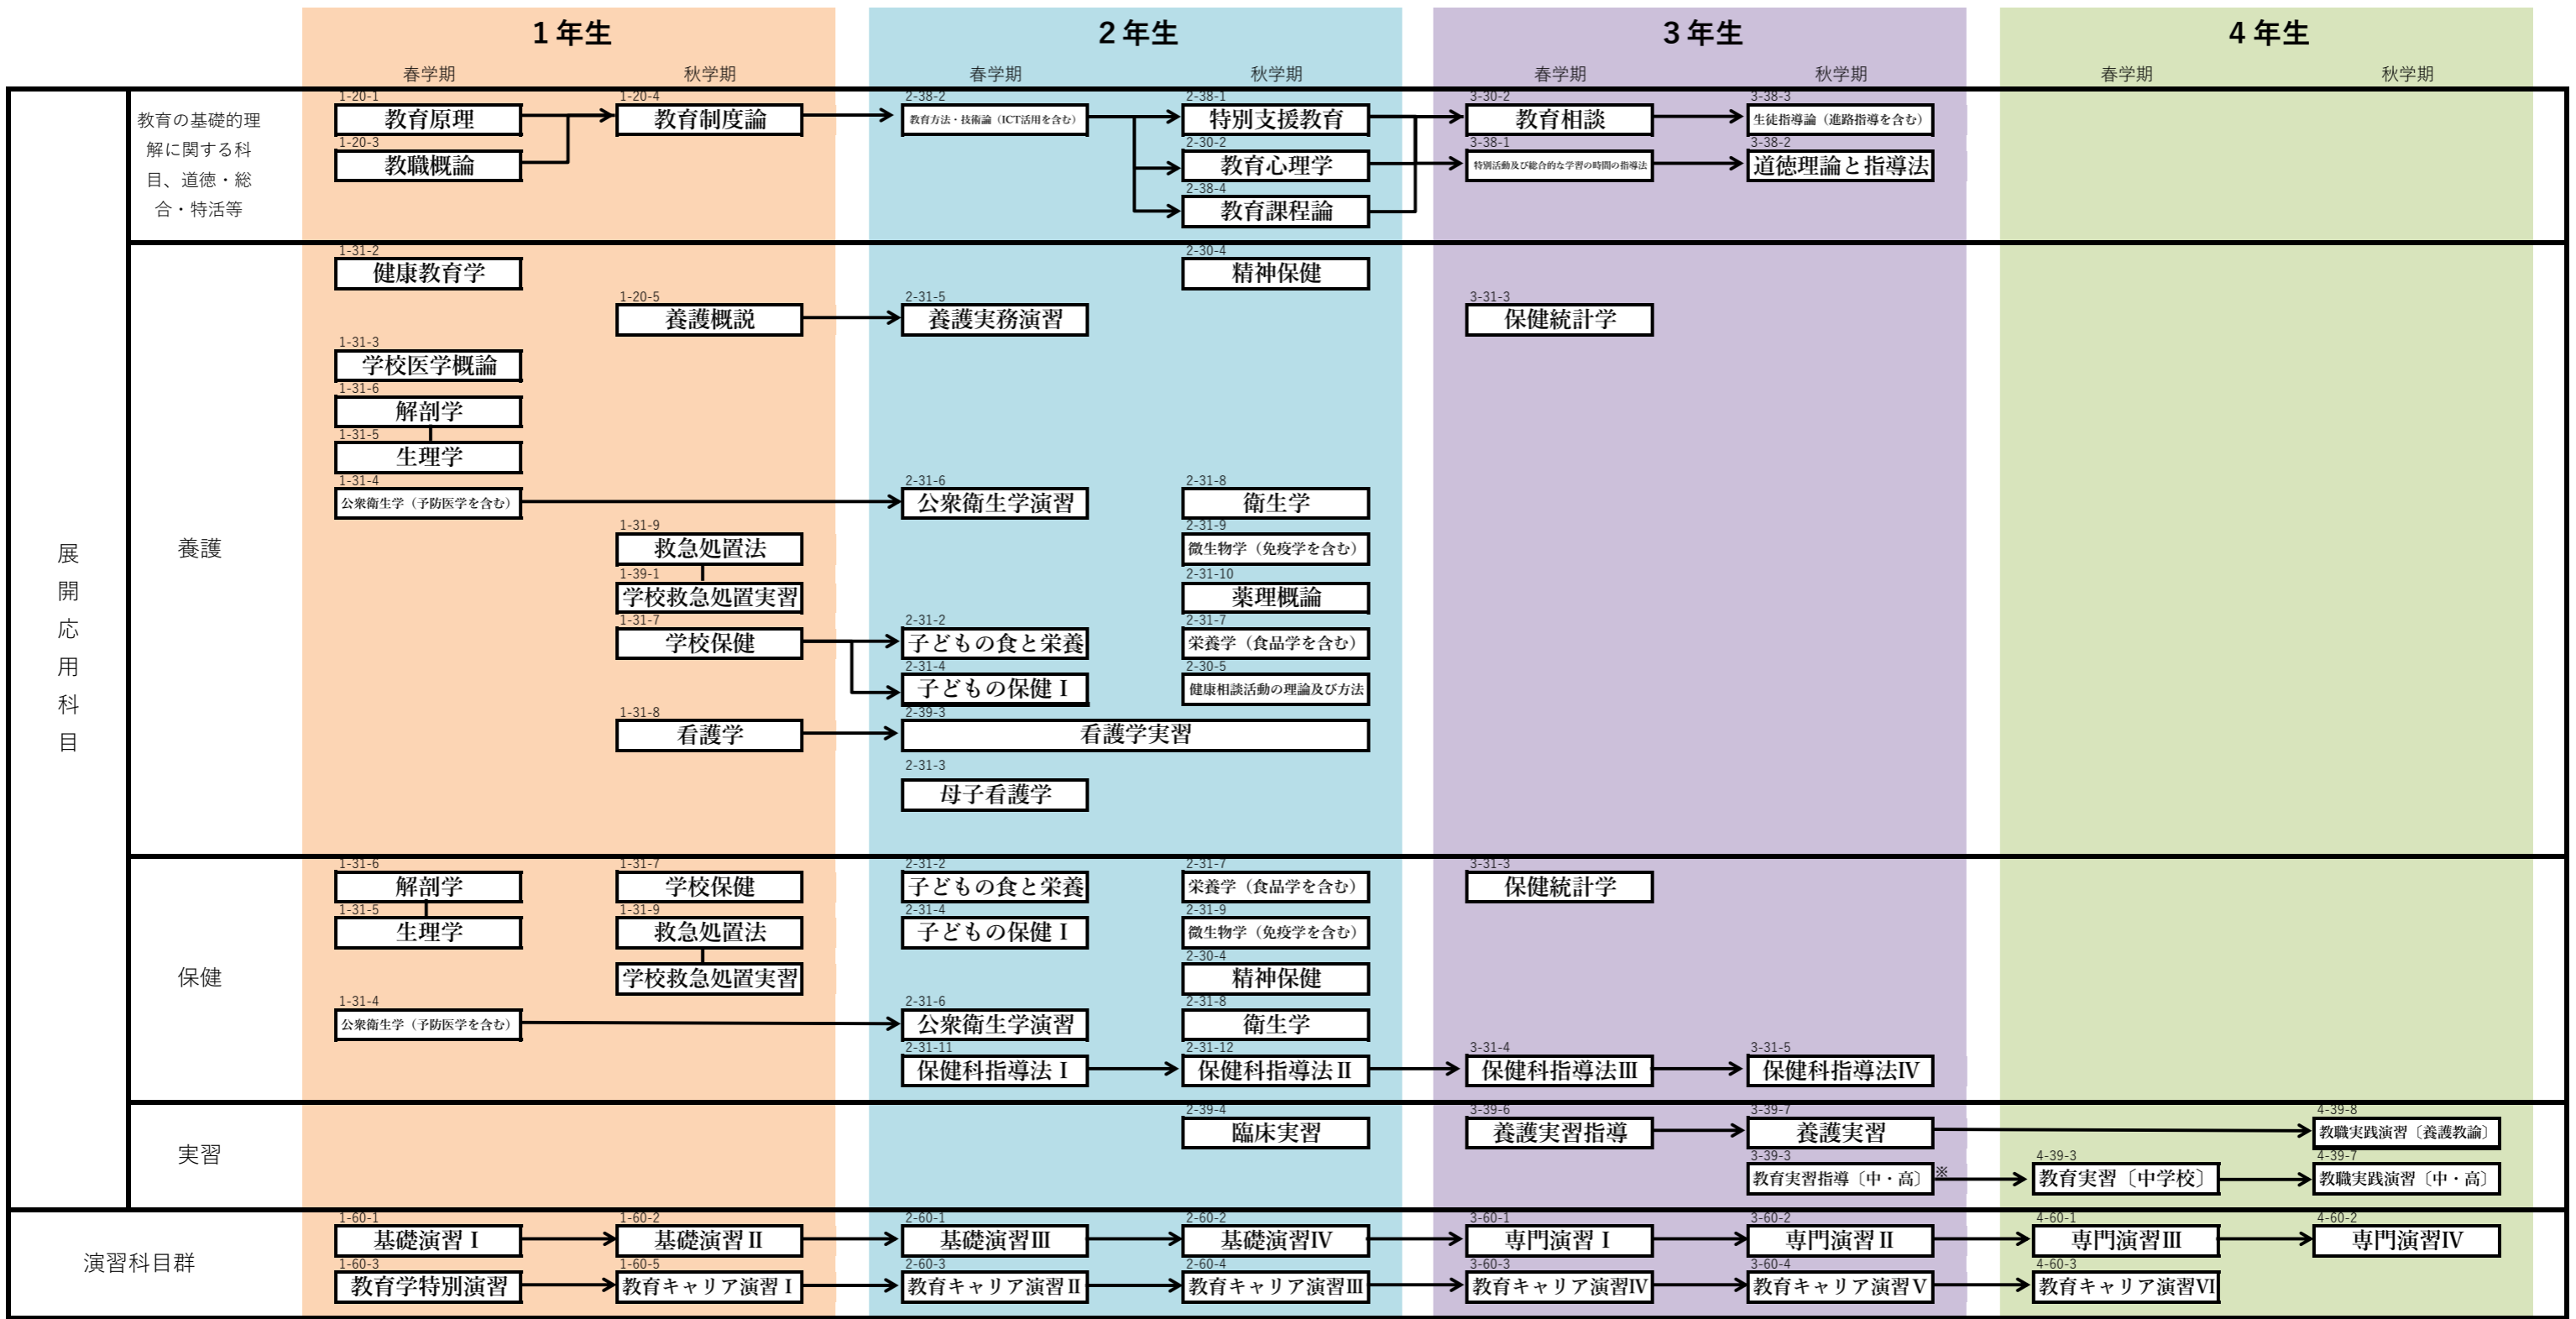 1 年生
2 年生
3 年生
4 年生
春学期
秋学期
春学期
秋学期
春学期
秋学期
春学期
秋学期
展開応用科目
教育の基礎的理
解に関する科
目、道徳・総
合・特活等
1-20-1
教育原理
1-20-4
教育制度論
2-38-2
教育方法・技術論（ICT活用を含む）
2-38-1
特別支援教育
3-30-2
教育相談
3-38-3
生徒指導論（進路指導を含む）
1-20-3
教職概論
2-30-2
教育心理学
3-38-1
特別活動及び総合的な学習の時間の指導法
3-38-2
道徳理論と指導法
2-38-4
教育課程論
養護
1-31-2
健康教育学
2-30-4
精神保健
1-20-5
養護概説
2-31-5
養護実務演習
3-31-3
保健統計学
1-31-3
学校医学概論
1-31-6
解剖学
1-31-5
生理学
1-31-4
公衆衛生学（予防医学を含む）
2-31-6
公衆衛生学演習
2-31-8
衛生学
1-31-9
救急処置法
2-31-9
微生物学（免疫学を含む）
1-39-1
学校救急処置実習
2-31-10
薬理概論
1-31-7
学校保健
2-31-2
子どもの食と栄養
2-31-7
栄養学（食品学を含む）
2-31-4
子どもの保健Ⅰ
2-30-5
健康相談活動の理論及び方法
1-31-8
看護学
2-39-3
看護学実習
2-31-3
母子看護学
保健
1-31-6
解剖学
1-31-7
学校保健
2-31-2
子どもの食と栄養
2-31-7
栄養学（食品学を含む）
3-31-3
保健統計学
1-31-5
生理学
1-31-9
救急処置法
2-31-4
子どもの保健Ⅰ
2-31-9
微生物学（免疫学を含む）
学校救急処置実習
2-30-4
精神保健
1-31-4
公衆衛生学（予防医学を含む）
2-31-6
公衆衛生学演習
2-31-8
衛生学
2-31-11
保健科指導法Ⅰ
2-31-12
保健科指導法Ⅱ
3-31-4
保健科指導法Ⅲ
3-31-5
保健科指導法Ⅳ
実習
2-39-4
臨床実習
3-39-6
養護実習指導
3-39-7
養護実習
4-39-8
教職実践演習〔養護教諭〕
3-39-3
教育実習指導〔中・高〕
※
4-39-3
教育実習〔中学校〕
4-39-7
教職実践演習〔中・高〕
演習科目群
1-60-1
基礎演習Ⅰ
1-60-2
基礎演習Ⅱ
2-60-1
基礎演習Ⅲ
2-60-2
基礎演習Ⅳ
3-60-1
専門演習Ⅰ
3-60-2
専門演習Ⅱ
4-60-1
専門演習Ⅲ
4-60-2
専門演習Ⅳ
1-60-3
教育学特別演習
1-60-5
教育キャリア演習Ⅰ
2-60-3
教育キャリア演習Ⅱ
2-60-4
教育キャリア演習Ⅲ
3-60-3
教育キャリア演習Ⅳ
3-60-4
教育キャリア演習Ⅴ
4-60-3
教育キャリア演習Ⅵ